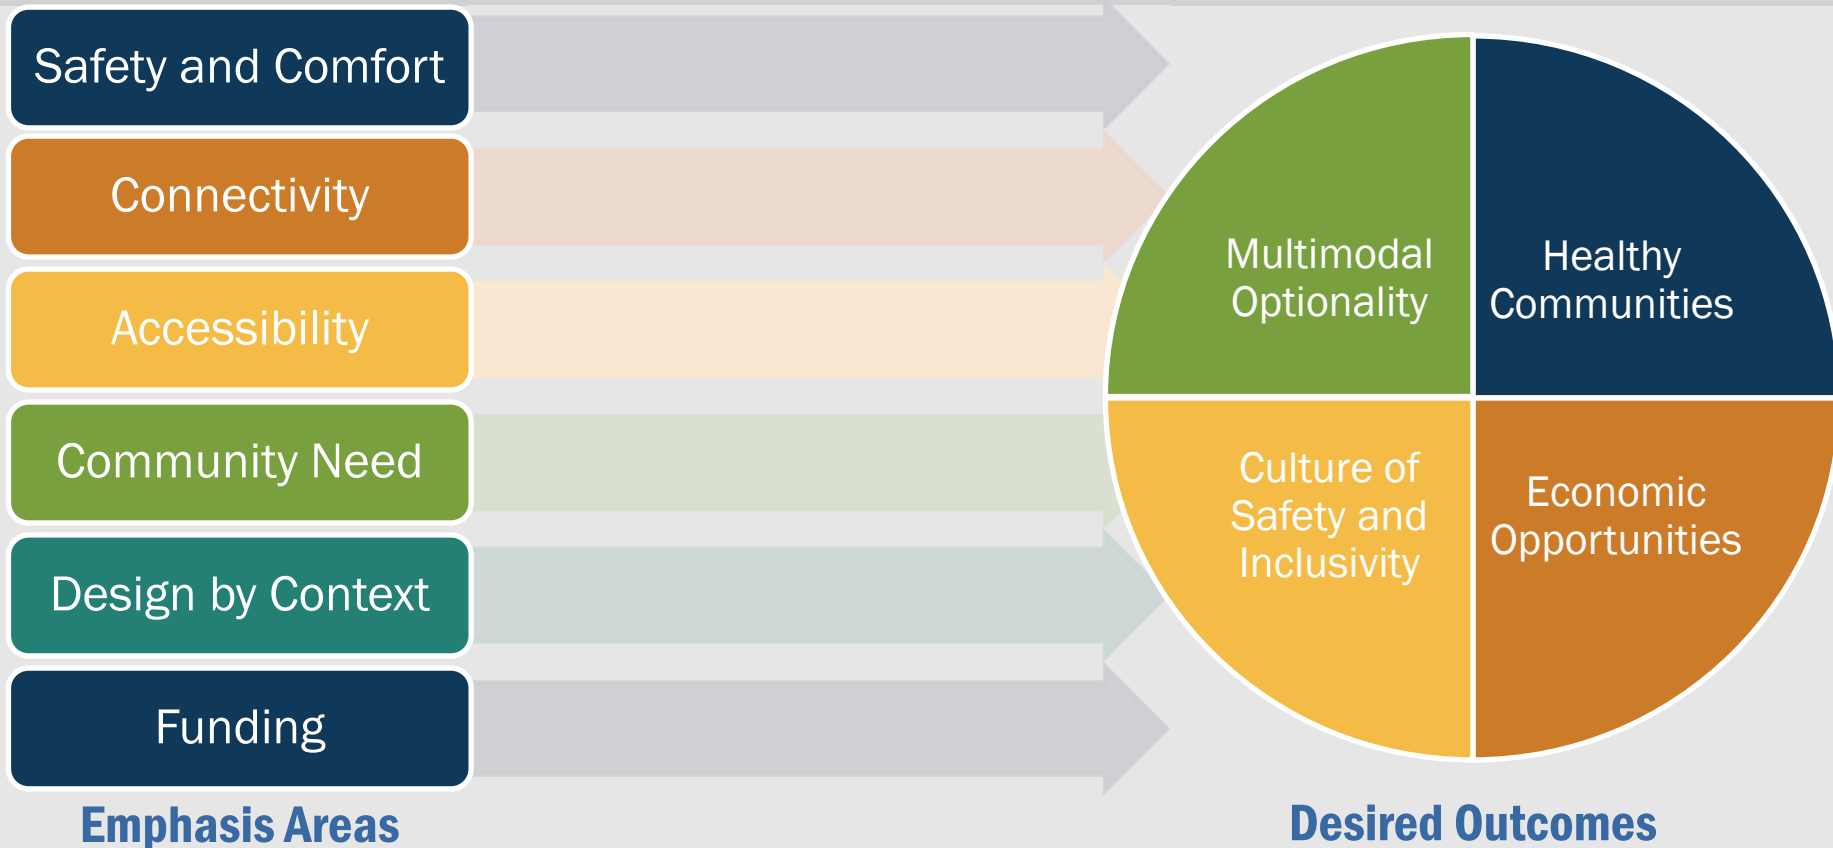 Safety and Comfort
Connectivity
Accessibility
Community Need
Design by Context
Funding
Emphasis Areas
Multimodal
Optionality
Healthy
Communities
Culture of
Safety and
Inclusivity
Economic
Opportunities
Desired Outcomes